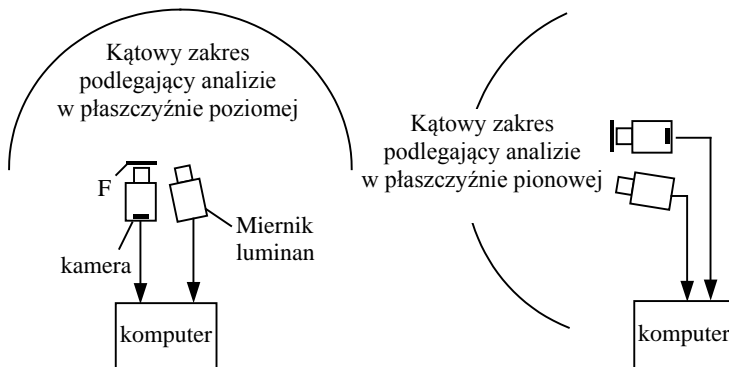 Kątowy zakres
podlegający analizie
w płaszczyźnie poziomej
F
kamera
Miernik
luminan
komputer
Kątowy zakres
podlegający analizie
w płaszczyźnie pionowej
komputer